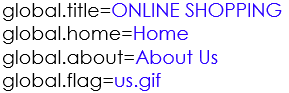 global.title=ONLINE SHOPPING
global.home=Home
global.about=About Us
global.flag=us.gif